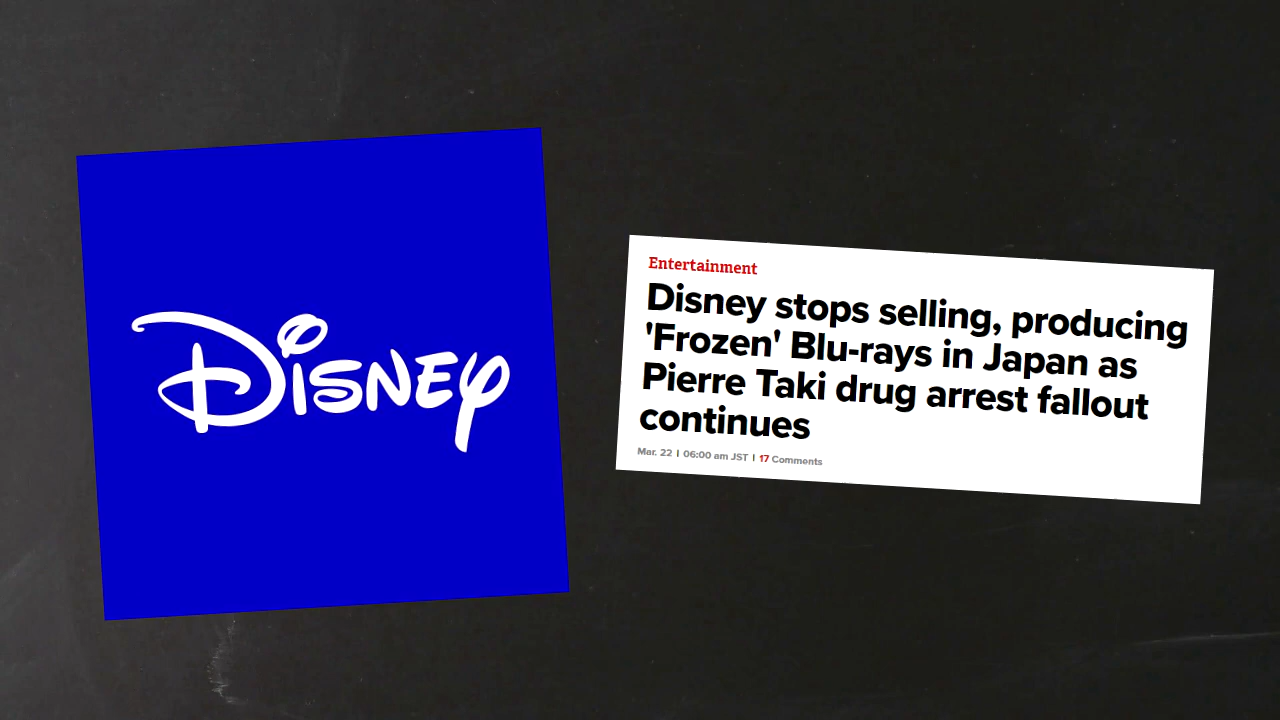 Disney
Entertainment
Disney stops selling, producing
'Frozen' Blu-rays in Japan as
Pierre Taki drug arrest fallout
continues
Mar. 22 | 06:00 am JST | 17 Comments